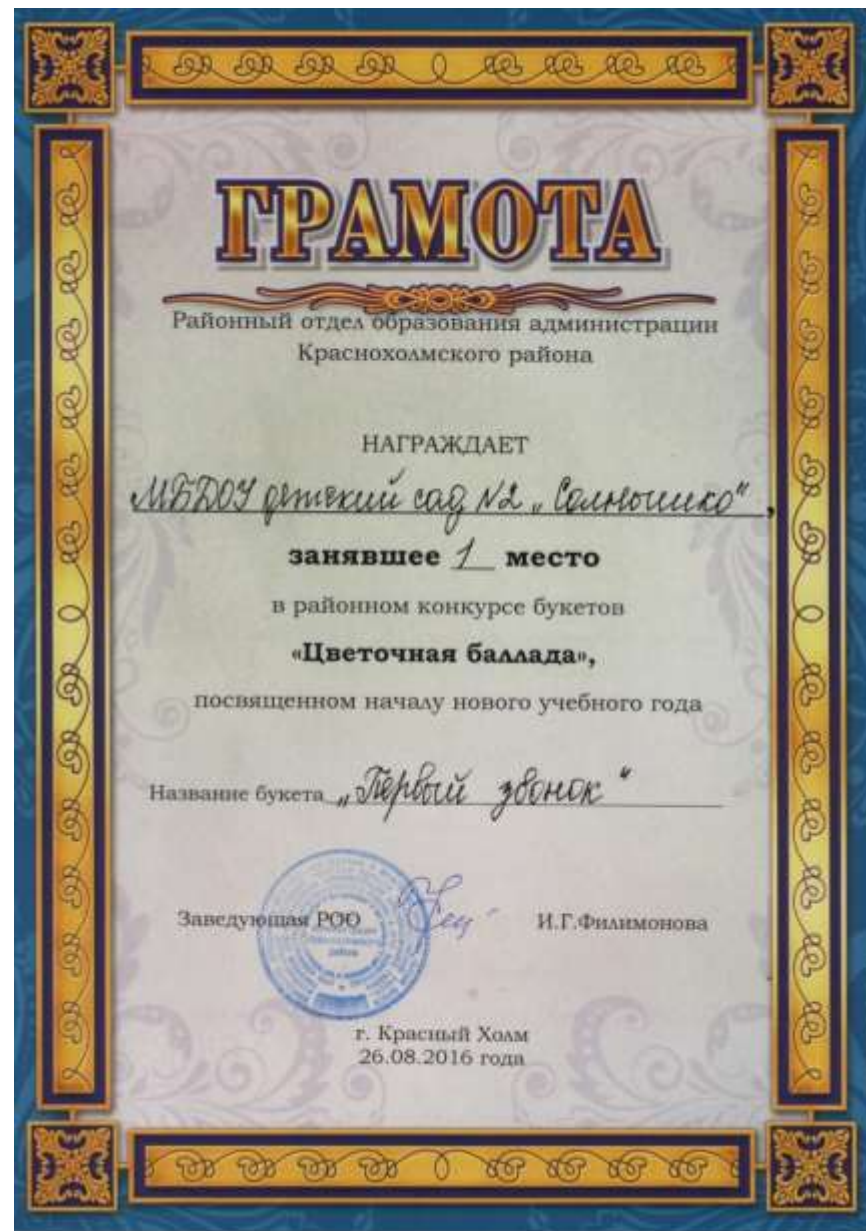 ГРАМОТА
Районный отдел образования администрации
Краснохолмского района
НАГРАЖДАЕТ
МБДОУ детский сад №2 „Солнышко“,
занявшее 1 место
в районном конкурсе букетов
«Цветочная баллада»,
посвященном началу нового учебного года
Название букета „Первый звонок“
Заведующая РОО И.Г.Филимонова
г. Красный Холм
26.08.2016 года